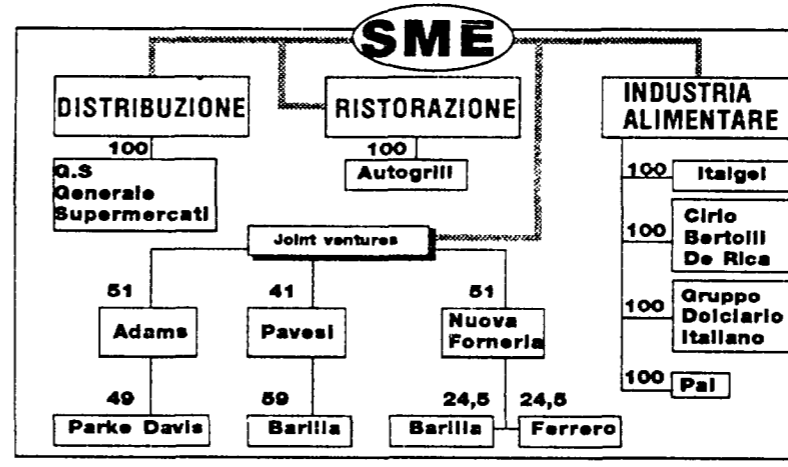 SME
DISTRIBUZIONE
RISTORAZIONE
INDUSTRIA
ALIMENTARE
100
G.S
Generale
Supermercati
100
Autogrill
100
Italgel
100
Cirio
Bertolli
De Rica
100
Gruppo
Dolciario
Italiano
100
Pai
Joint ventures
51
41
51
Adams
Pavesi
Nuova
Forneria
49
59
24,5
24,5
Parke Davis
Barilla
Barilla
Ferrero